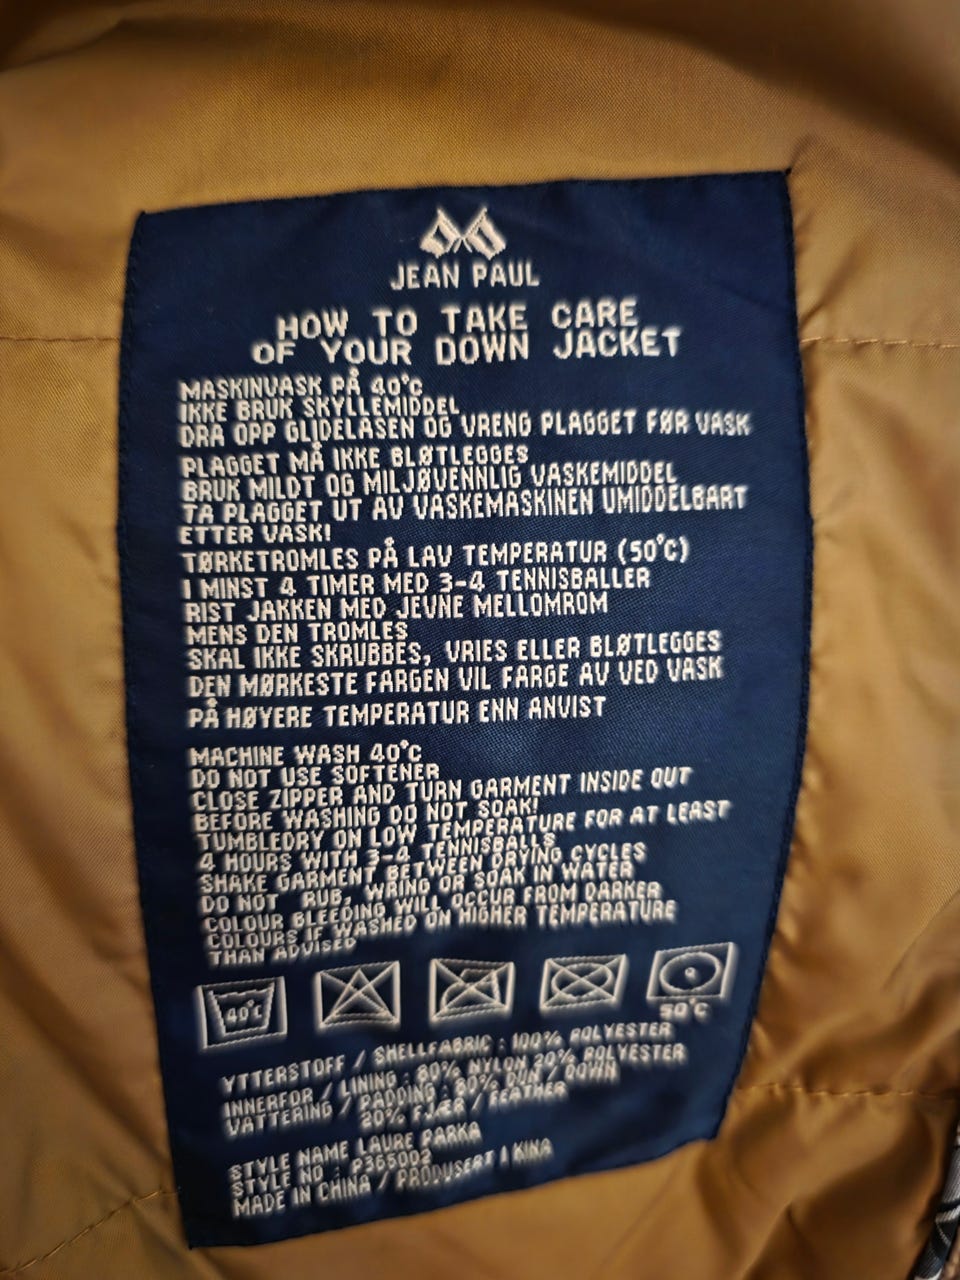 JEAN PAUL
HOW TO TAKE CARE
OF YOUR DOWN JACKET
MASKINVASK PÅ 40°C
IKKE BRUK SKYLLEMIDDEL
DRA OPP GLIDELÅSEN OG VRENG PLAGGET FØR VASK
PLAGGET MÅ IKKE BLØTLEGGES
BRUK MILDT OG MILJØVENNLIG VASKEMIDDEL
TA PLAGGET UT AV VASKEMASKINEN UMIDDELBART
ETTER VASK!
TØRKETROMLES PÅ LAV TEMPERATUR (50°C)
I MINST 4 TIMER MED 3-4 TENNISBALLER
RIST JAKKEN MED JEVNE MELLOMROM
MENS DEN TROMLES
SKAL IKKE SKRUBBES, VRIES ELLER BLØTLEGGES
DEN MØRKESTE FARGEN VIL FARGE AV VED VASK
PÅ HØYERE TEMPERATUR ENN ANVIST
MACHINE WASH 40°C
DO NOT USE SOFTENER
CLOSE ZIPPER AND TURN GARMENT INSIDE OUT
BEFORE WASHING DO NOT SOAK!
TUMBLEDRY ON LOW TEMPERATURE FOR AT LEAST
4 HOURS WITH 3-4 TENNISBALLS
SHAKE GARMENT BETWEEN DRYING CYCLES
DO NOT RUB, WRING OR SOAK IN WATER
COLOUR BLEEDING WILL OCCUR FROM DARKER
COLOURS IF WASHED ON HIGHER TEMPERATURE
THAN ADVISED
40°C
50°C
YTTERSTOFF / SHELLFABRIC : 100% POLYESTER
INNERFOR / LINING : 80% NYLON 20% POLYESTER
VATTERING / PADDING : 80% DUN / DOWN
20% FJÆR / FEATHER
STYLE NAME LAURE PARKA
STYLE NO : P365002
MADE IN CHINA / PRODUSERT I KINA